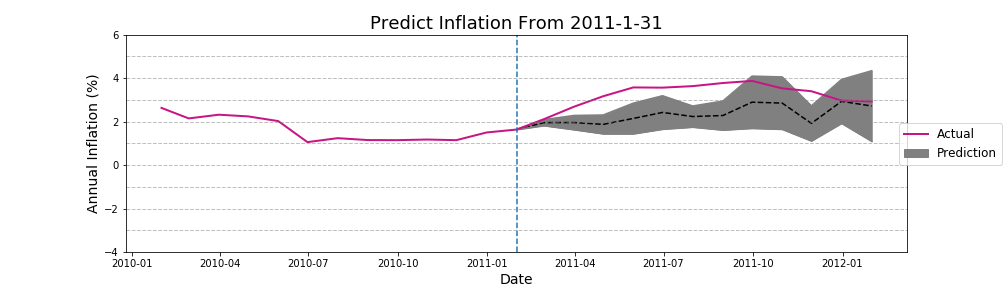 Predict Inflation From 2011-1-31
6
4
2
0
−2
−4
Annual Inflation (%)
2010-01 2010-04 2010-07 2010-10 2011-01 2011-04 2011-07 2011-10 2012-01
Date
Actual
Prediction